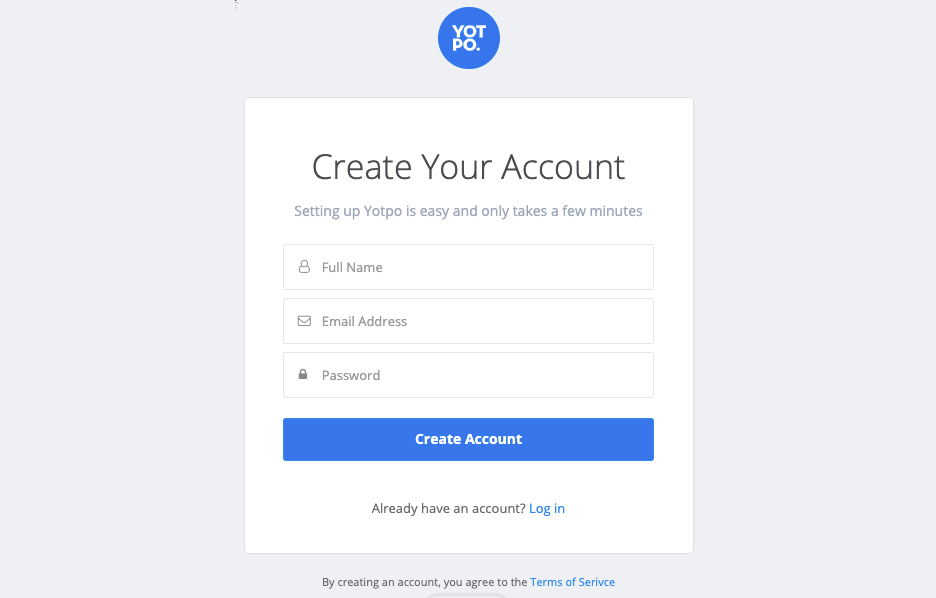 YOT
PO.
Create Your Account
Setting up Yotpo is easy and only takes a few minutes
Full Name
Email Address
Password
Create Account
Already have an account? Log in
By creating an account, you agree to the Terms of Serivce